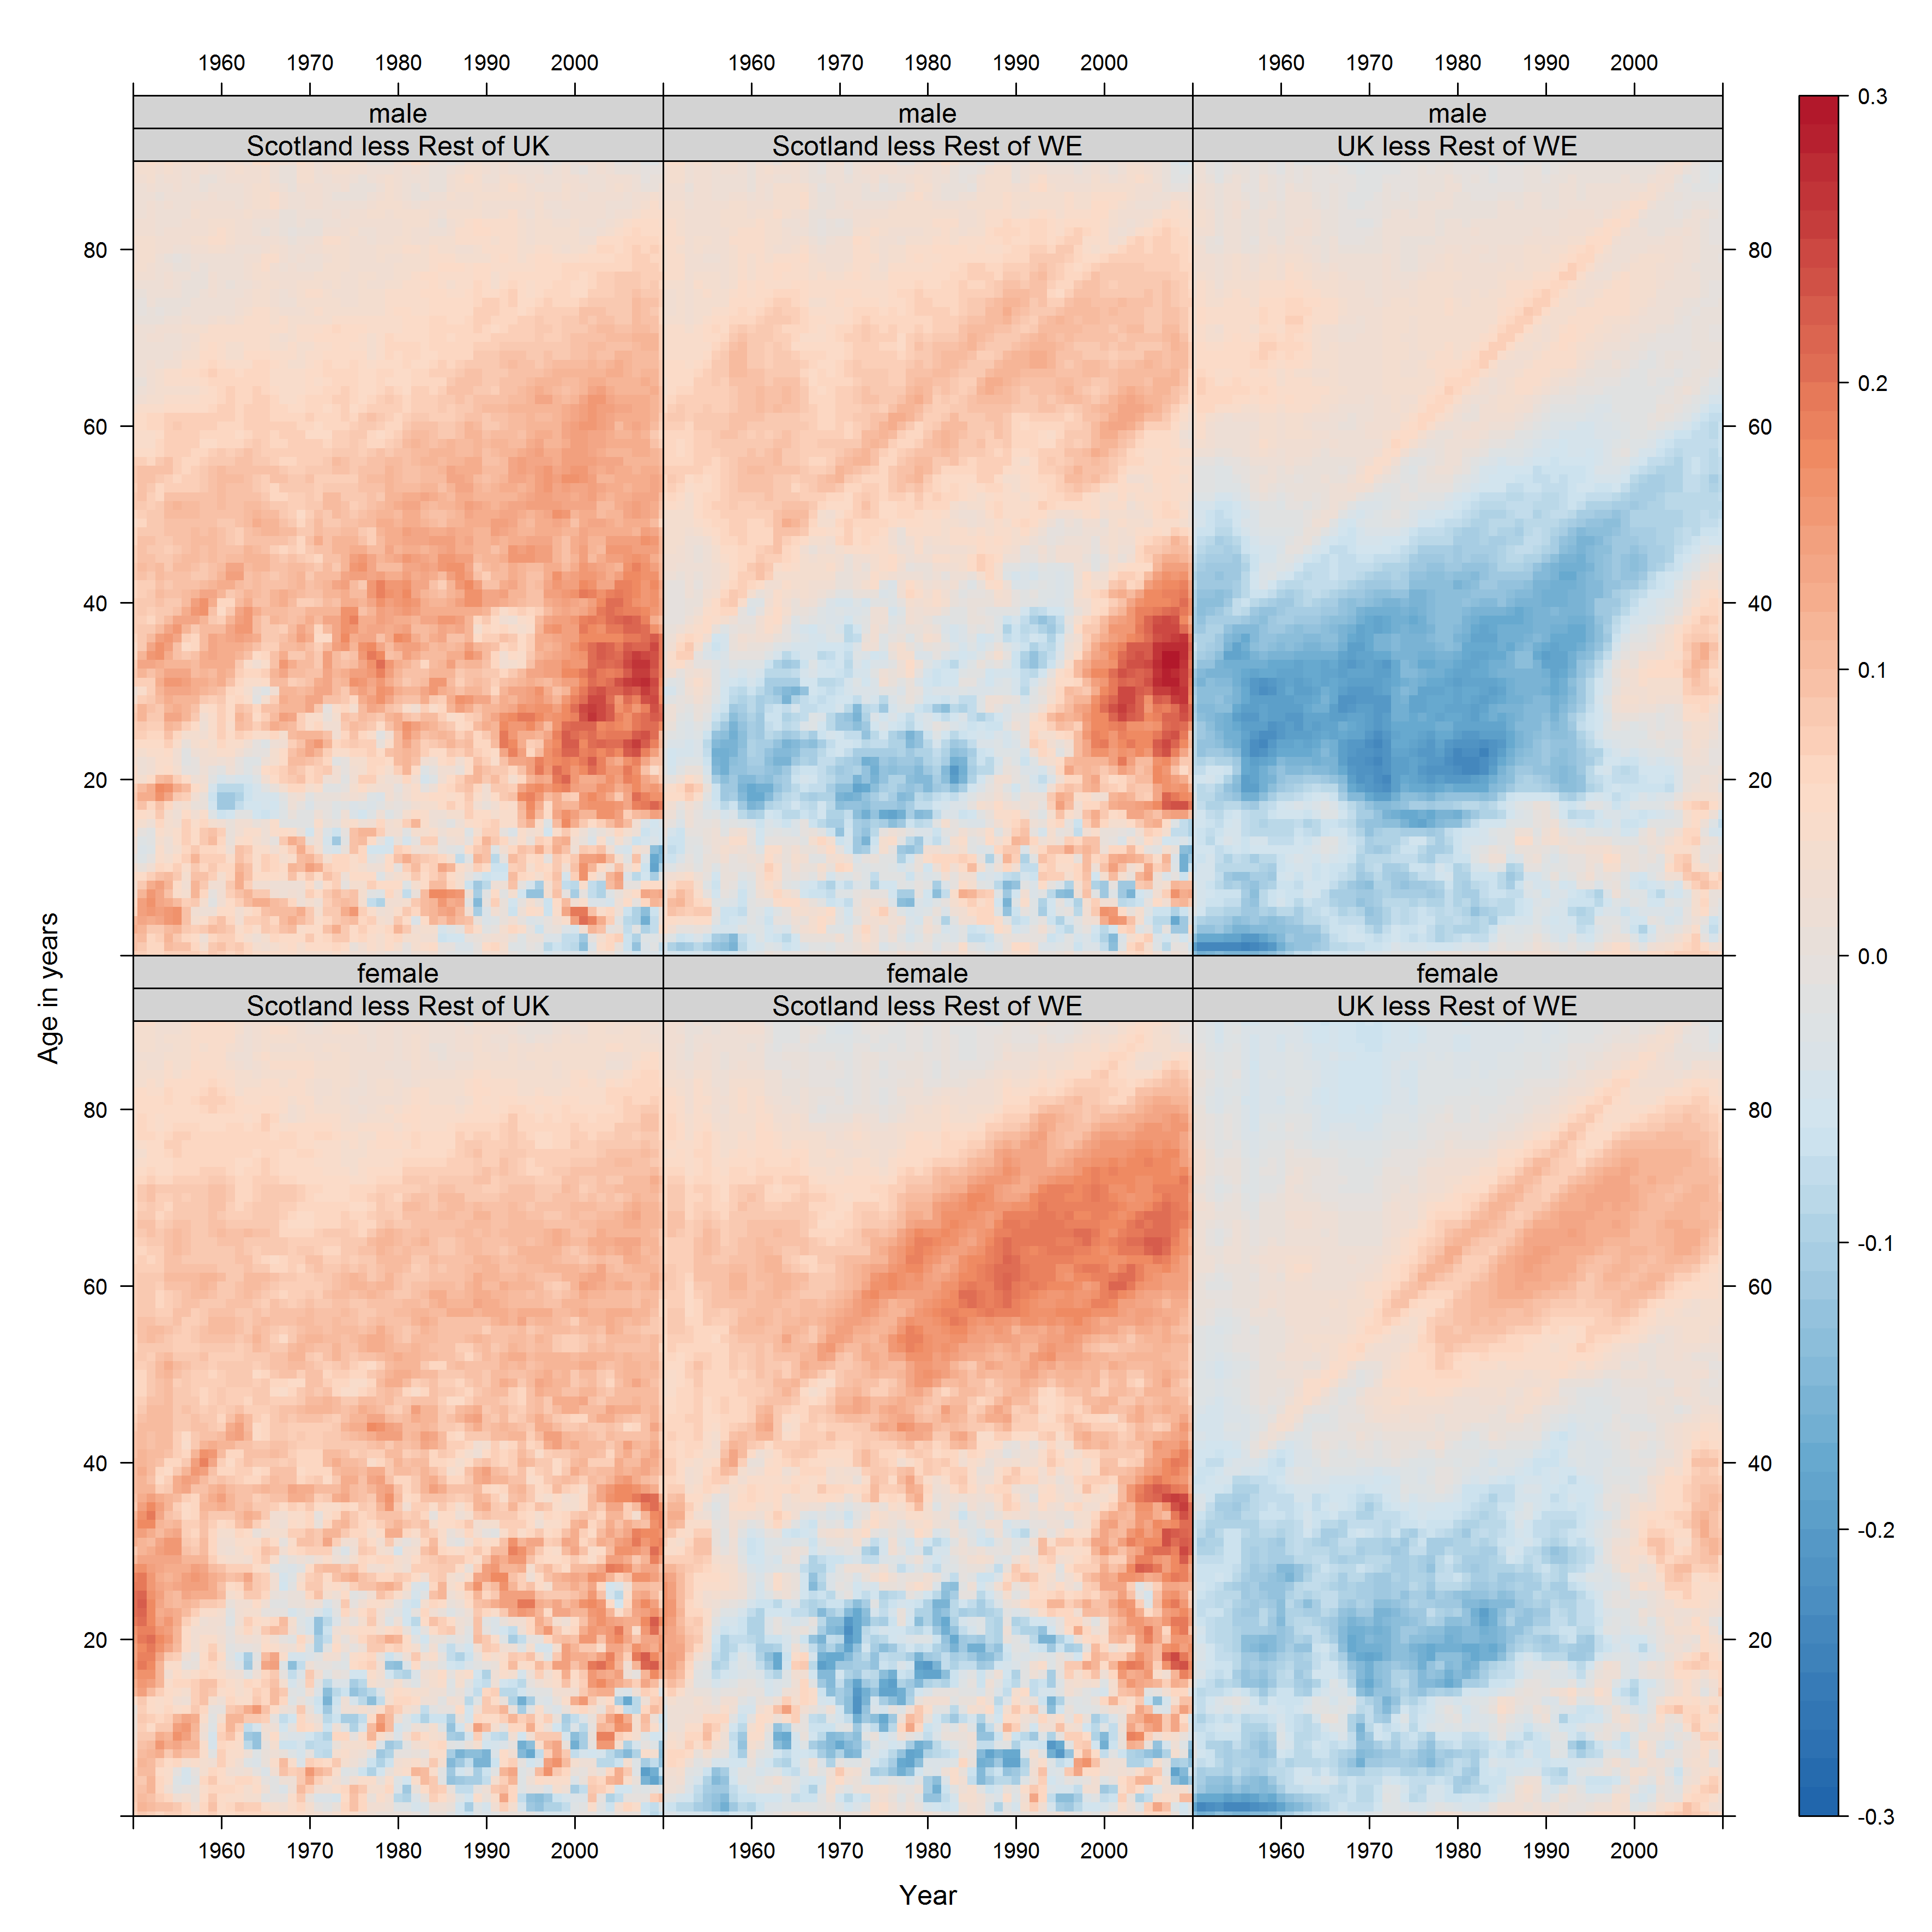 1960 1970 1980 1990 2000 1960 1970 1980 1990 2000 1960 1970 1980 1990 2000
male male male 0.3
Scotland less Rest of UK Scotland less Rest of WE UK less Rest of WE
80 80
0.2
60 60
0.1
40 40
20 20
0.0
female female female
Scotland less Rest of UK Scotland less Rest of WE UK less Rest of WE
Age in years
80 80
-0.1
60 60
40 40
-0.2
20 20
-0.3
1960 1970 1980 1990 2000 1960 1970 1980 1990 2000 1960 1970 1980 1990 2000
Year